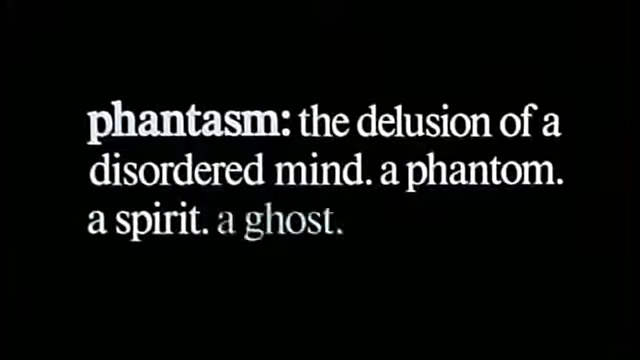 phantasm: the delusion of a
disordered mind. a phantom.
a spirit. a ghost.